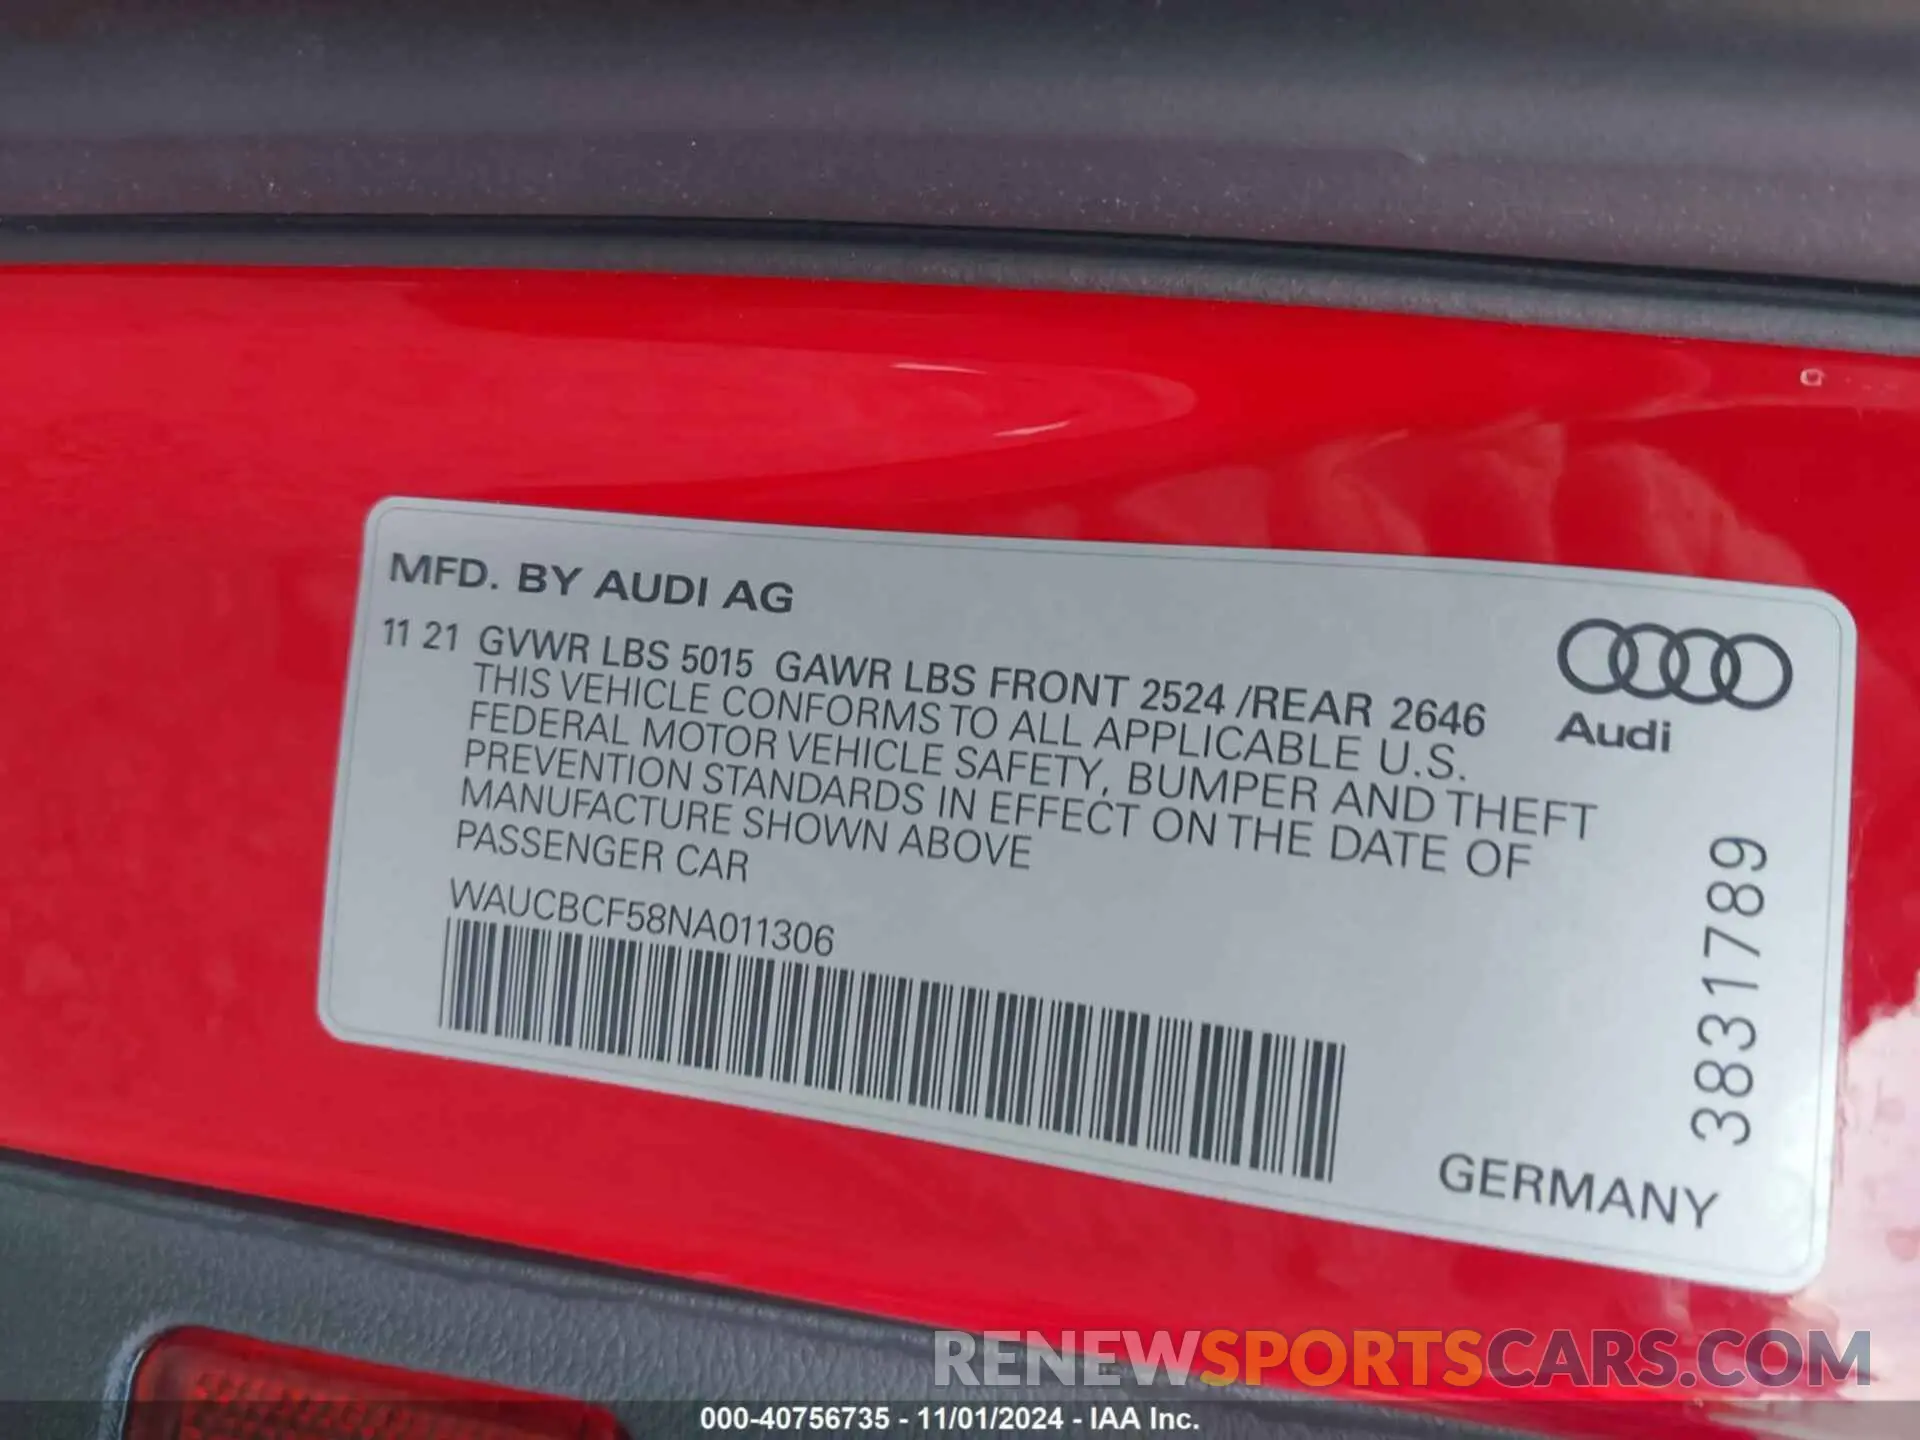 MFD. BY AUDI AG
11 21 GVWR LBS 5015 GAWR LBS FRONT 2524 /REAR 2646
THIS VEHICLE CONFORMS TO ALL APPLICABLE U.S.
FEDERAL MOTOR VEHICLE SAFETY, BUMPER AND THEFT
PREVENTION STANDARDS IN EFFECT ON THE DATE OF
MANUFACTURE SHOWN ABOVE
PASSENGER CAR
WAUCBCF58NA011306
Audi
3831789
GERMANY
RENEWSPORTSCARS.COM
000-40756735 - 11/01/2024 - IAA Inc.